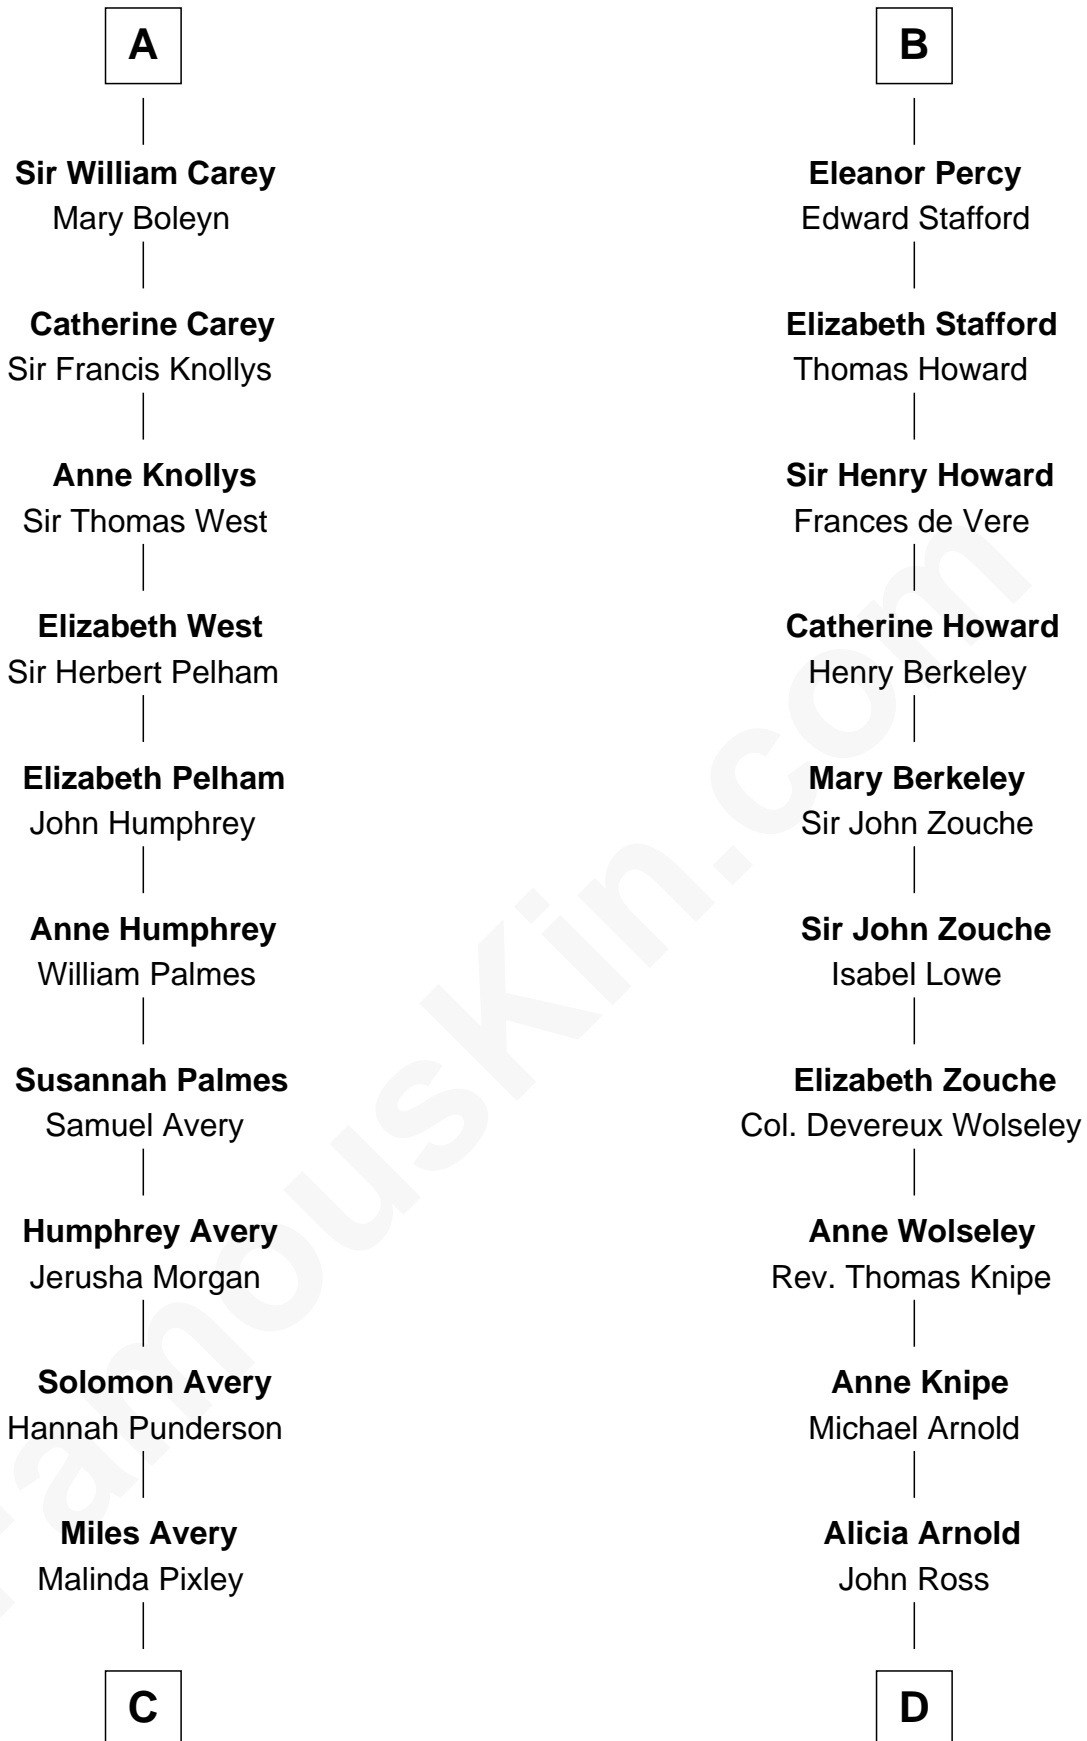 A
Sir William Carey
Mary Boleyn
Catherine Carey
Sir Francis Knollys
Anne Knollys
Sir Thomas West
Elizabeth West
Sir Herbert Pelham
Elizabeth Pelham
John Humphrey
Anne Humphrey
William Palmes
Susannah Palmes
Samuel Avery
Humphrey Avery
Jerusha Morgan
Solomon Avery
Hannah Punderson
Miles Avery
Malinda Pixley
C
B
Eleanor Percy
Edward Stafford
Elizabeth Stafford
Thomas Howard
Sir Henry Howard
Frances de Vere
Catherine Howard
Henry Berkeley
Mary Berkeley
Sir John Zouche
Sir John Zouche
Isabel Lowe
Elizabeth Zouche
Col. Devereux Wolseley
Anne Wolseley
Rev. Thomas Knipe
Anne Knipe
Michael Arnold
Alicia Arnold
John Ross
D
FamousKin.com